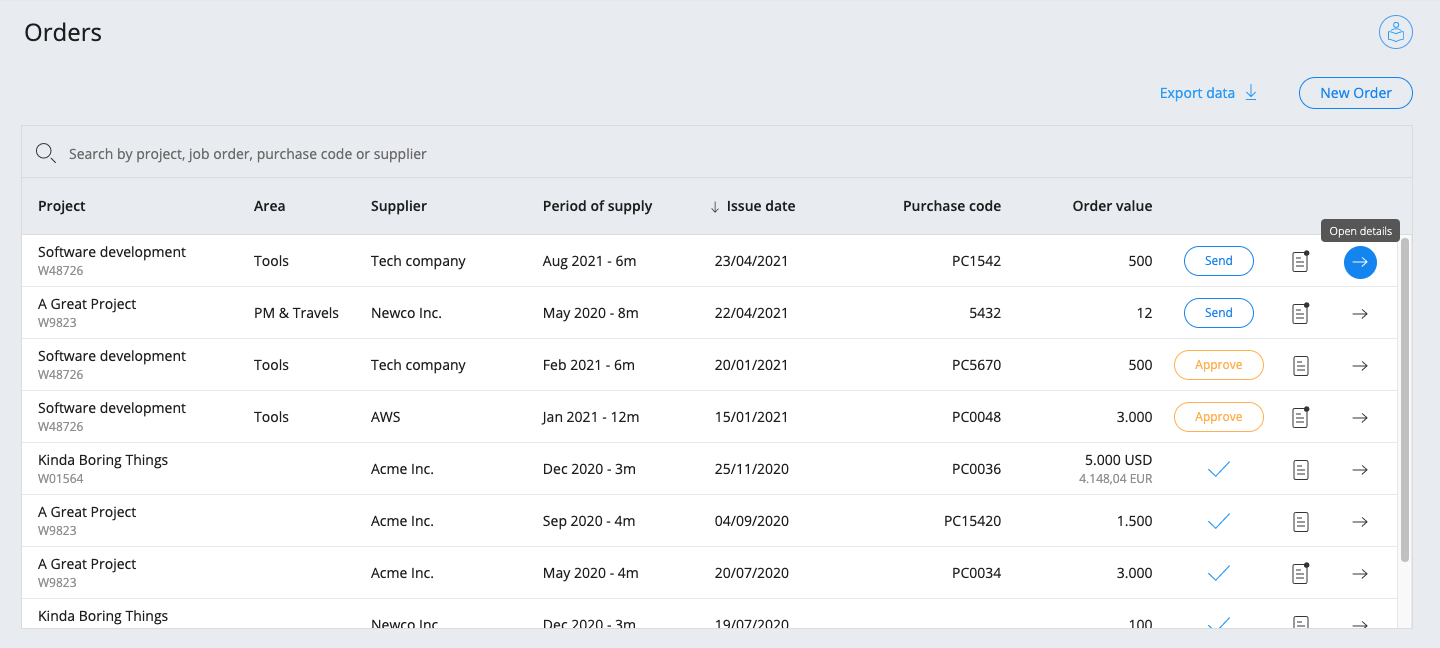 Orders
Export data
New Order
Search by project, job order, purchase code or supplier
Project Area Supplier Period of supply Issue date Purchase code Order value
Open details
Software development
W48726
Tools Tech company Aug 2021 - 6m 23/04/2021 PC1542 500 Send
A Great Project
W9823
PM & Travels Newco Inc. May 2020 - 8m 22/04/2021 5432 12 Send
Software development
W48726
Tools Tech company Feb 2021 - 6m 20/01/2021 PC5670 500 Approve
Software development
W48726
Tools AWS Jan 2021 - 12m 15/01/2021 PC0048 3.000 Approve
Kinda Boring Things
W01564
Acme Inc. Dec 2020 - 3m 25/11/2020 PC0036 5.000 USD
4.148,04 EUR
A Great Project
W9823
Acme Inc. Sep 2020 - 4m 04/09/2020 PC15420 1.500
A Great Project
W9823
Acme Inc. May 2020 - 4m 20/07/2020 PC0034 3.000
Kinda Boring Things
Newco Inc. Dec 2020 - 3m 19/07/2020 100